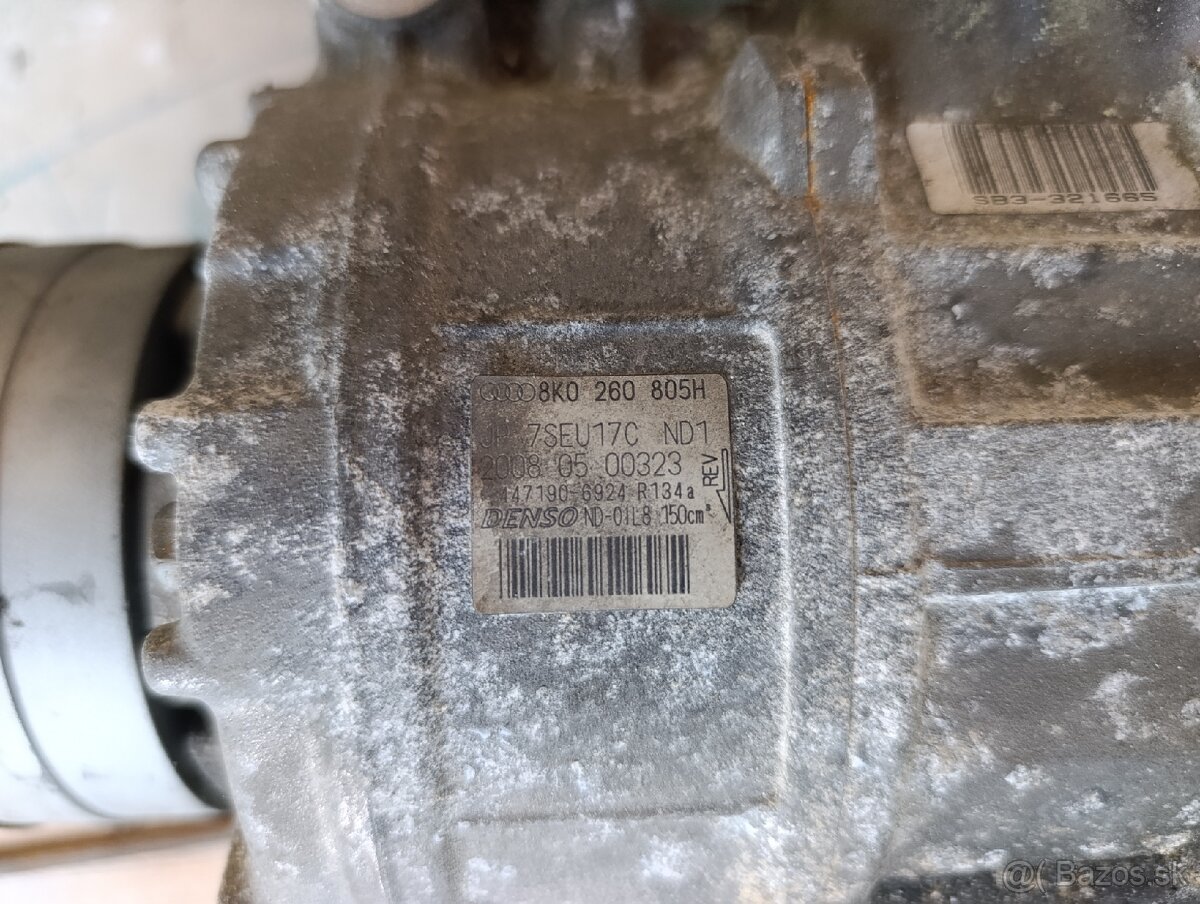 SB3-321665
8K0 260 805H
7SEU17C ND1
2008 05 00323
447190-6924 R134a
DENSO ND-OIL8 150cm³
REV
@( Bazos.sk